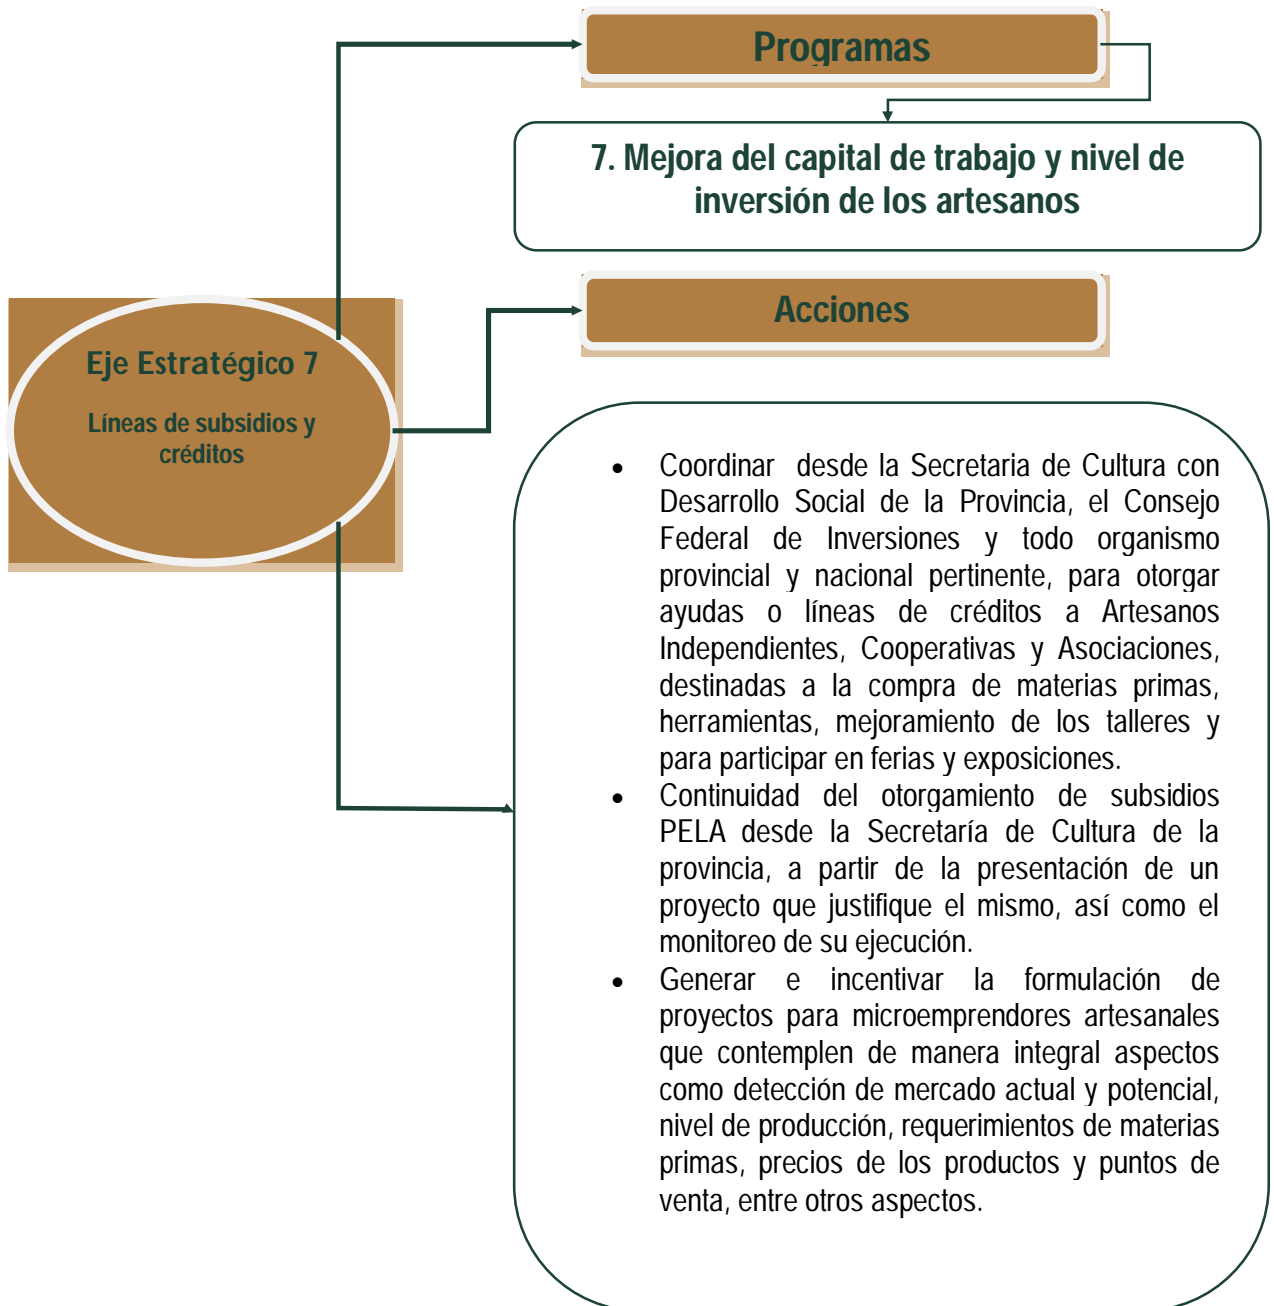 Programas
7. Mejora del capital de trabajo y nivel de
inversión de los artesanos
Acciones
Eje Estratégico 7
Líneas de subsidios y
créditos
• Coordinar desde la Secretaria de Cultura con
Desarrollo Social de la Provincia, el Consejo
Federal de Inversiones y todo organismo
provincial y nacional pertinente, para otorgar
ayudas o líneas de créditos a Artesanos
Independientes, Cooperativas y Asociaciones,
destinadas a la compra de materias primas,
herramientas, mejoramiento de los talleres y
para participar en ferias y exposiciones.
• Continuidad del otorgamiento de subsidios
PELA desde la Secretaría de Cultura de la
provincia, a partir de la presentación de un
proyecto que justifique el mismo, así como el
monitoreo de su ejecución.
• Generar e incentivar la formulación de
proyectos para microemprendores artesanales
que contemplen de manera integral aspectos
como detección de mercado actual y potencial,
nivel de producción, requerimientos de materias
primas, precios de los productos y puntos de
venta, entre otros aspectos.